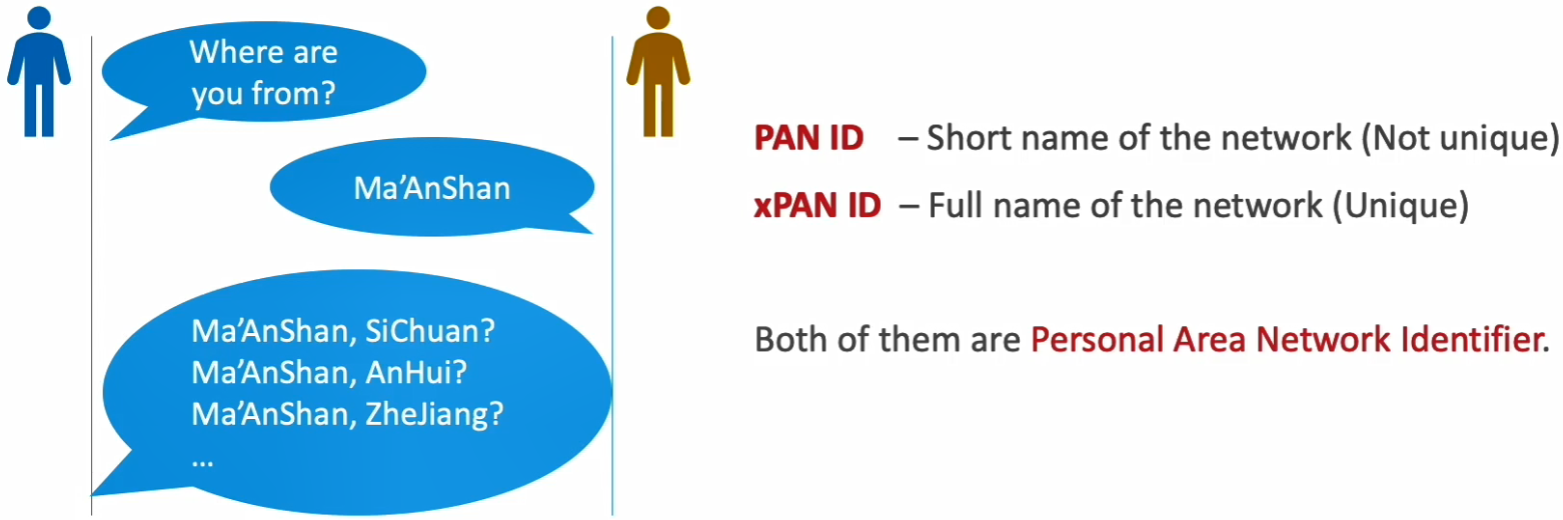 Where are
you from?
Ma’AnShan
Ma’AnShan, SiChuan?
Ma’AnShan, AnHui?
Ma’AnShan, ZheJiang?
...
PAN ID – Short name of the network (Not unique)
xPAN ID – Full name of the network (Unique)
Both of them are Personal Area Network Identifier.